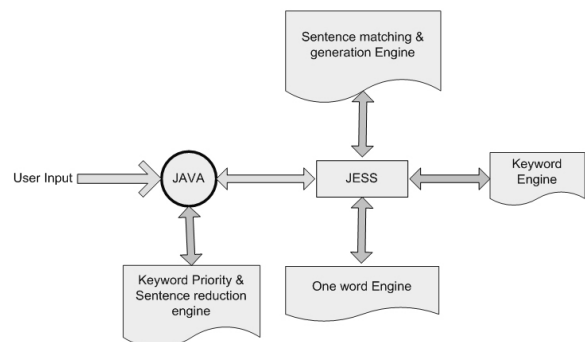 Sentence matching &
generation Engine
User Input
JAVA
JESS
Keyword
Engine
Keyword Priority &
Sentence reduction
engine
One word Engine